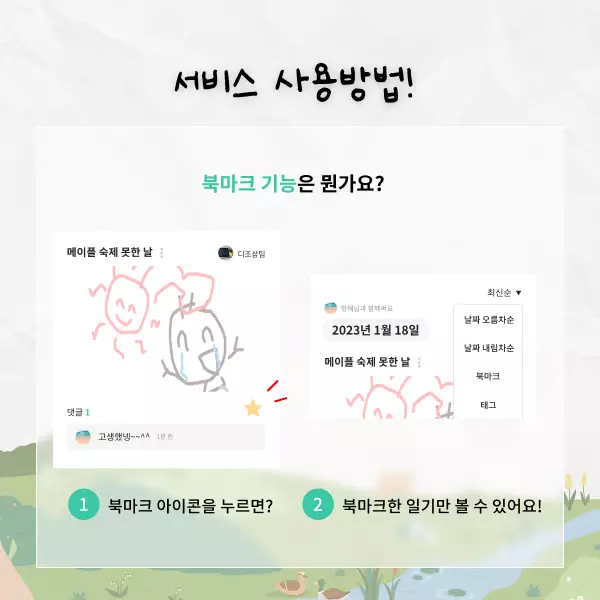 서비스 사용방법!
북마크 기능은 뭔가요?
메이플 숙제 못한 날
디조삼팀
댓글 1
고생했넹~~^^ 1분 전
최신순 ▼
날짜 오름차순
날짜 내림차순
북마크
태그
2023년 1월 18일
메이플 숙제 못한 날
1 북마크 아이콘을 누르면?
2 북마크한 일기만 볼 수 있어요!